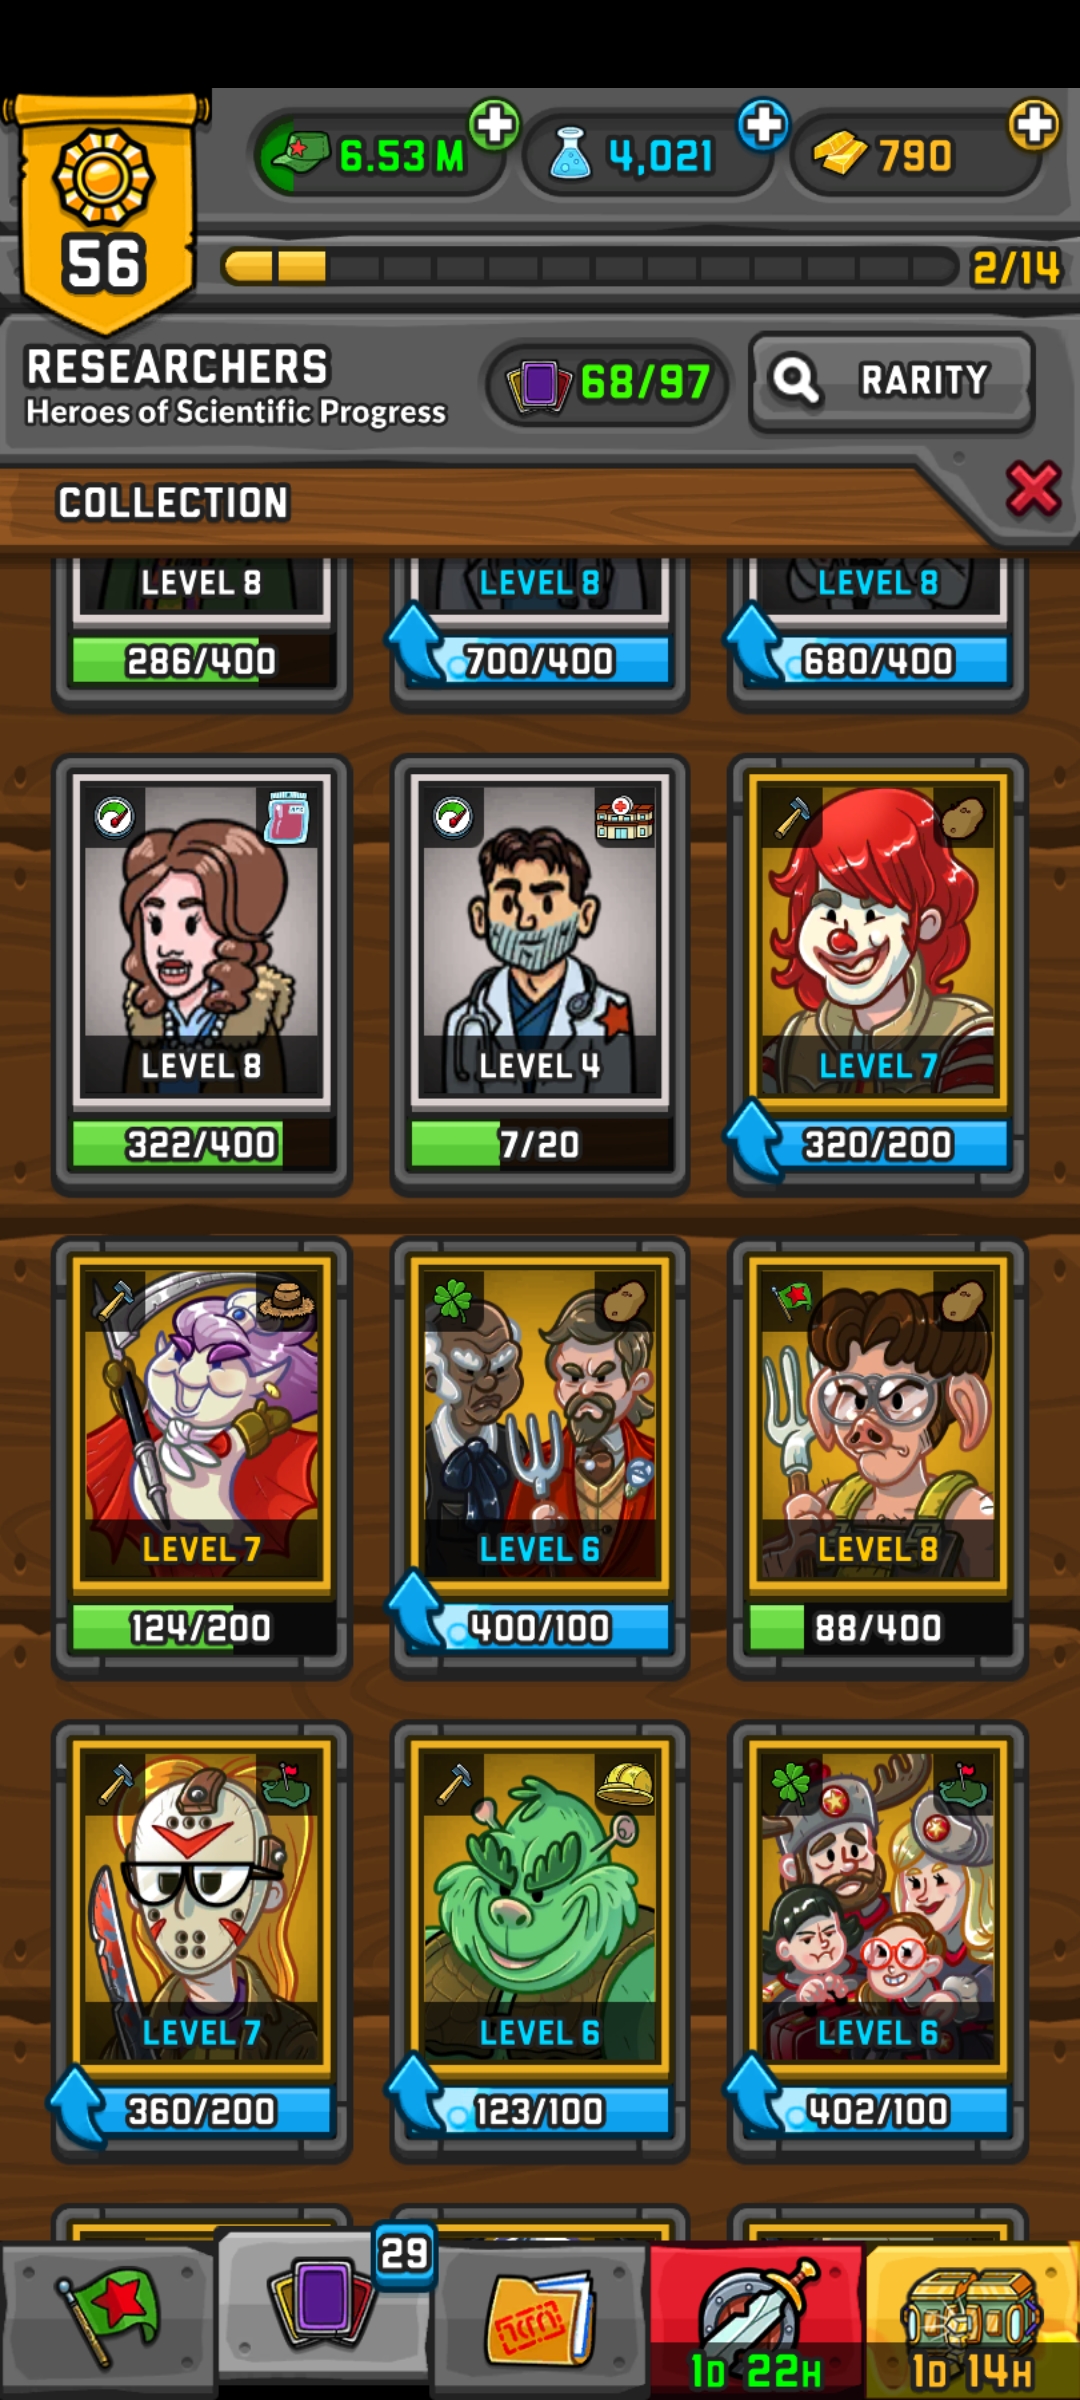 6.53 M
4,021
790
56
2/14
RESEARCHERS
Heroes of Scientific Progress
68/97
RARITY
COLLECTION
LEVEL 8
LEVEL 8
LEVEL 8
286/400
700/400
680/400
LEVEL 8
LEVEL 4
LEVEL 7
322/400
7/20
320/200
LEVEL 7
LEVEL 6
LEVEL 8
124/200
400/100
88/400
LEVEL 7
LEVEL 6
LEVEL 6
360/200
123/100
402/100
29
1D 22H
1D 14H